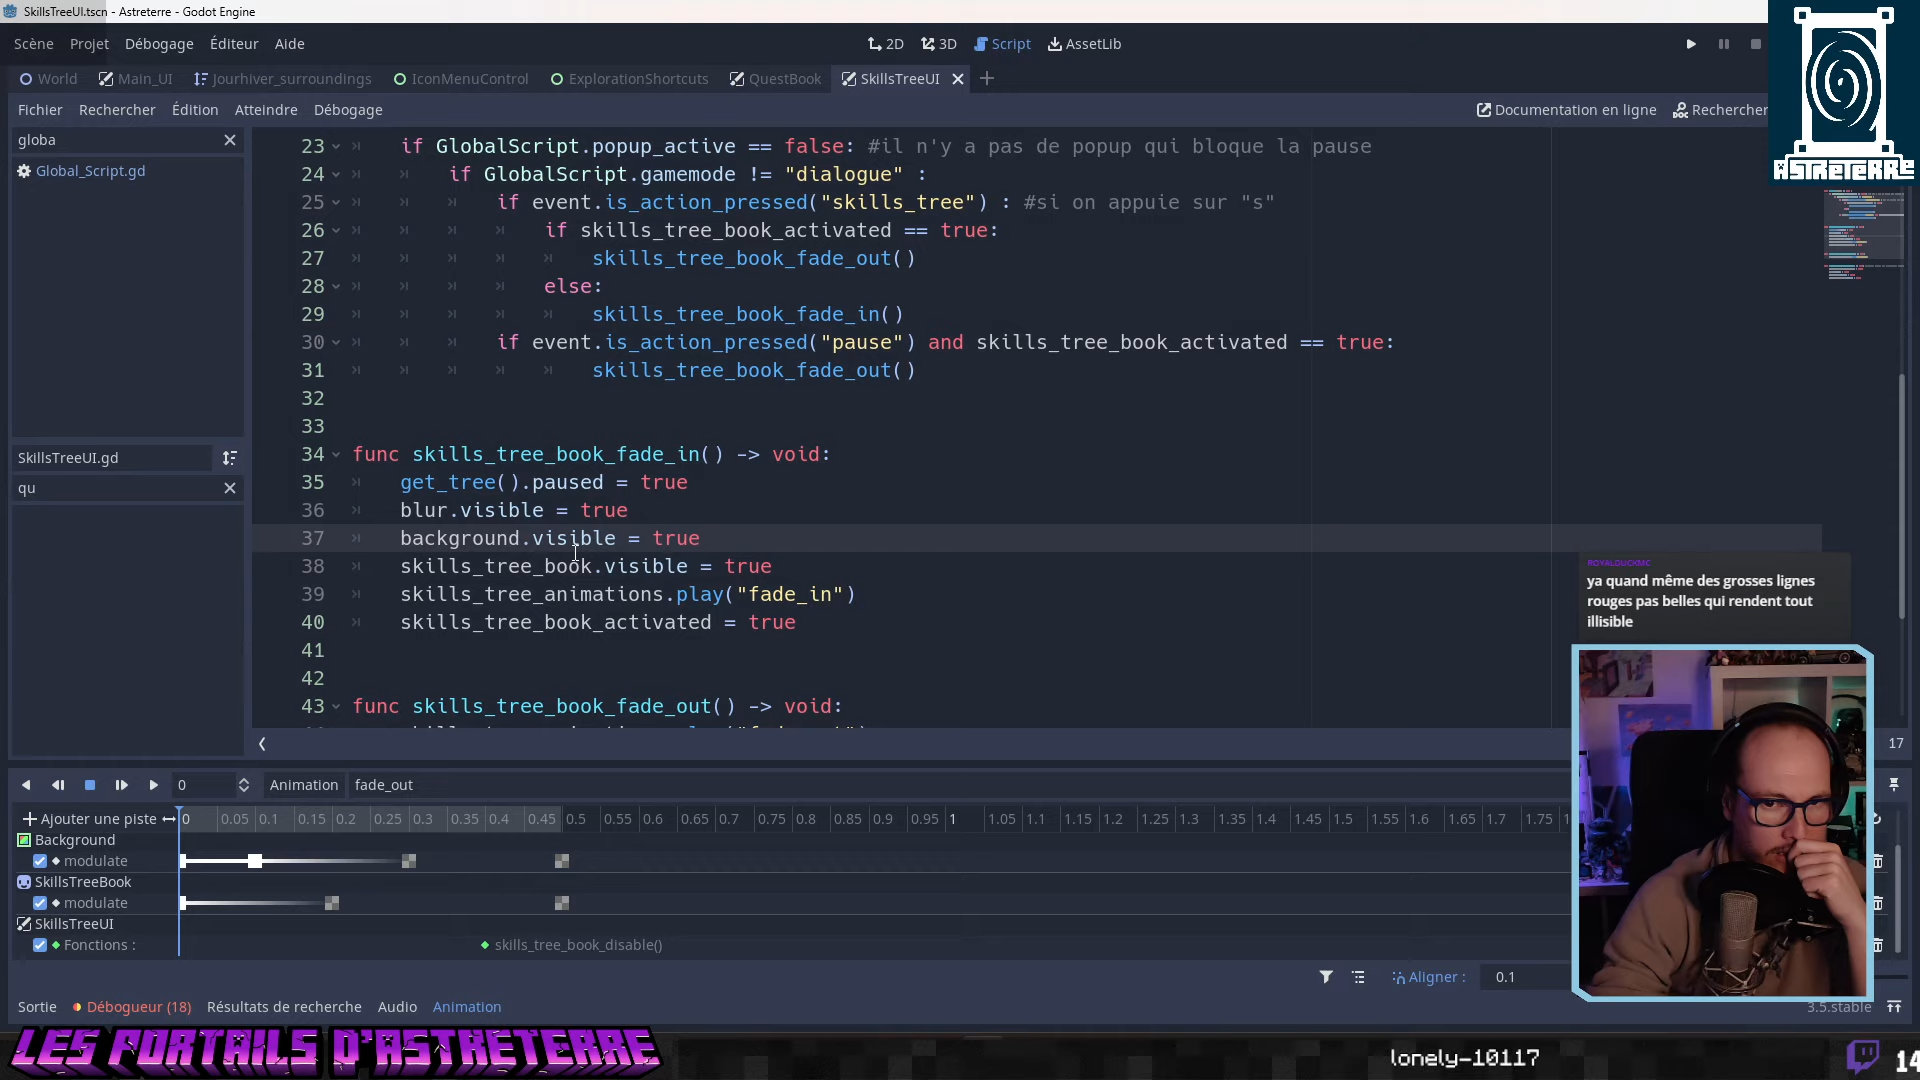 SkillsTreeUI.tscn - Astreterre - Godot Engine
Scène Projet Débogage Éditeur Aide
2D 3D Script AssetLib
World Main_UI Jourhiver_surroundings IconMenuControl ExplorationShortcuts QuestBook SkillsTreeUI
Fichier Rechercher Édition Atteindre Débogage
Documentation en ligne Rechercher
ASTRETERRE
globa
Global_Script.gd
SkillsTreeUI.gd
qu
23 if GlobalScript.popup_active == false: #il n'y a pas de popup qui bloque la pause
24 if GlobalScript.gamemode != "dialogue" :
25 if event.is_action_pressed("skills_tree") : #si on appuie sur "s"
26 if skills_tree_book_activated == true:
27 skills_tree_book_fade_out()
28 else:
29 skills_tree_book_fade_in()
30 if event.is_action_pressed("pause") and skills_tree_book_activated == true:
31 skills_tree_book_fade_out()
32
33
34 func skills_tree_book_fade_in() -> void:
35 get_tree().paused = true
36 blur.visible = true
37 background.visible = true
38 skills_tree_book.visible = true
39 skills_tree_animations.play("fade_in")
40 skills_tree_book_activated = true
41
42
43 func skills_tree_book_fade_out() -> void:
17
ROYALDUCKMC
ya quand même des grosses lignes
rouges pas belles qui rendent tout
illisible
0 Animation fade_out
Ajouter une piste 0 0.05 0.1 0.15 0.2 0.25 0.3 0.35 0.4 0.45 0.5 0.55 0.6 0.65 0.7 0.75 0.8 0.85 0.9 0.95 1 1.05 1.1 1.15 1.2 1.25 1.3 1.35 1.4 1.45 1.5 1.55 1.6 1.65 1.7 1.75
Background
modulate
SkillsTreeBook
modulate
SkillsTreeUI
Fonctions : skills_tree_book_disable()
Aligner : 0.1
Sortie Débogueur (18) Résultats de recherche Audio Animation
3.5.stable
LES PORTAILS D'ASTRETERRE
lonely-10117
14